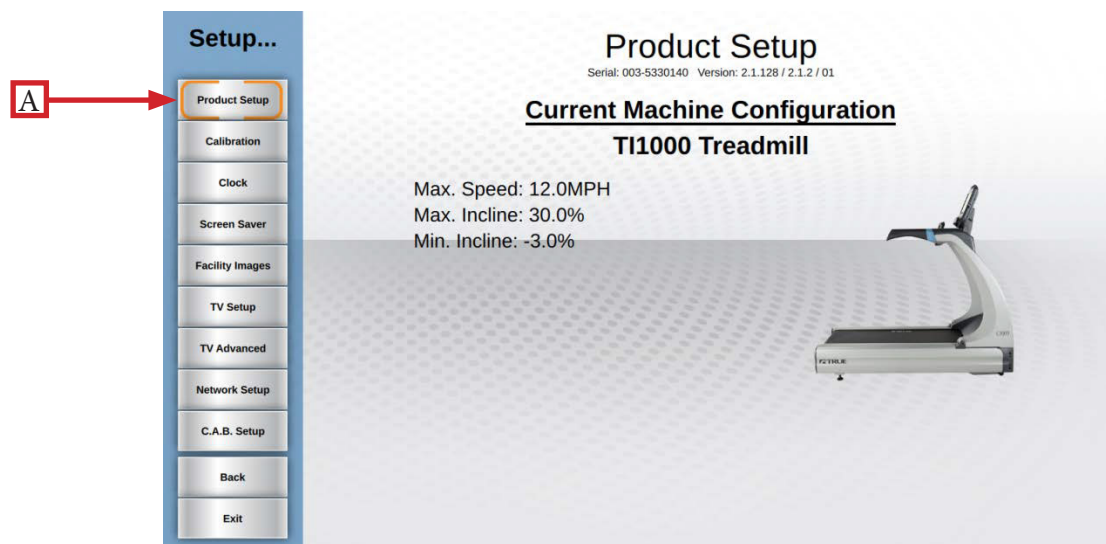 Setup...
A
Product Setup
Calibration
Clock
Screen Saver
Facility Images
TV Setup
TV Advanced
Network Setup
C.A.B. Setup
Back
Exit
Product Setup
Serial: 003-5330140 Version: 2.1.128 / 2.1.2 / 01
Current Machine Configuration
TI1000 Treadmill
Max. Speed: 12.0MPH
Max. Incline: 30.0%
Min. Incline: -3.0%
TRUE